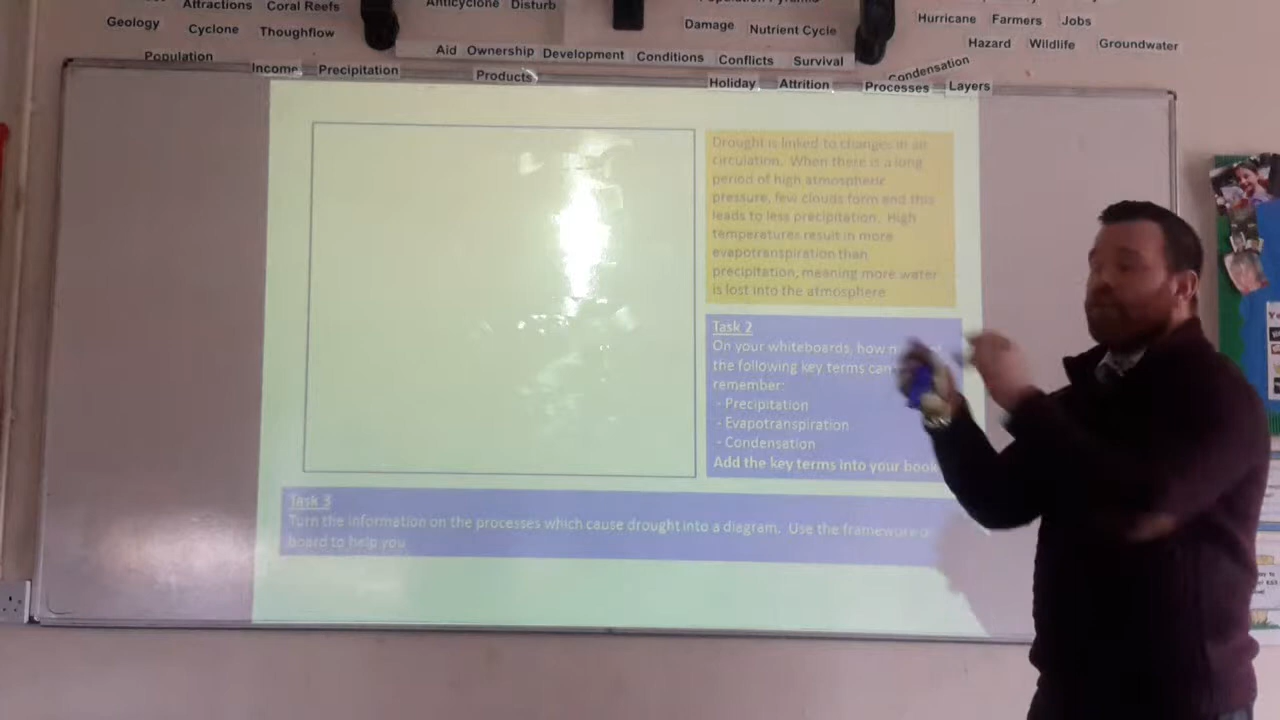 Attractions Coral Reefs
Anticyclone Disturb
Geology
Cyclone
Thoughflow
Damage
Nutrient Cycle
Hurricane Farmers Jobs
Hazard Wildlife Groundwater
Population
Aid Ownership Development Conditions Conflicts Survival
Income Precipitation
Products
Condensation
Holiday Attrition Processes Layers
Drought is linked to changes in air
circulation. When there is a long
period of high atmospheric
pressure, few clouds form and this
leads to less precipitation. High
temperatures result in more
evapotranspiration than
precipitation, meaning more water
is lost into the atmosphere
Task 2
On your whiteboards, how
the following key terms can
remember:
- Precipitation
- Evapotranspiration
- Condensation
Add the key terms into your book
Task 3
Turn the information on the processes which cause drought into a diagram. Use the framework
board to help you